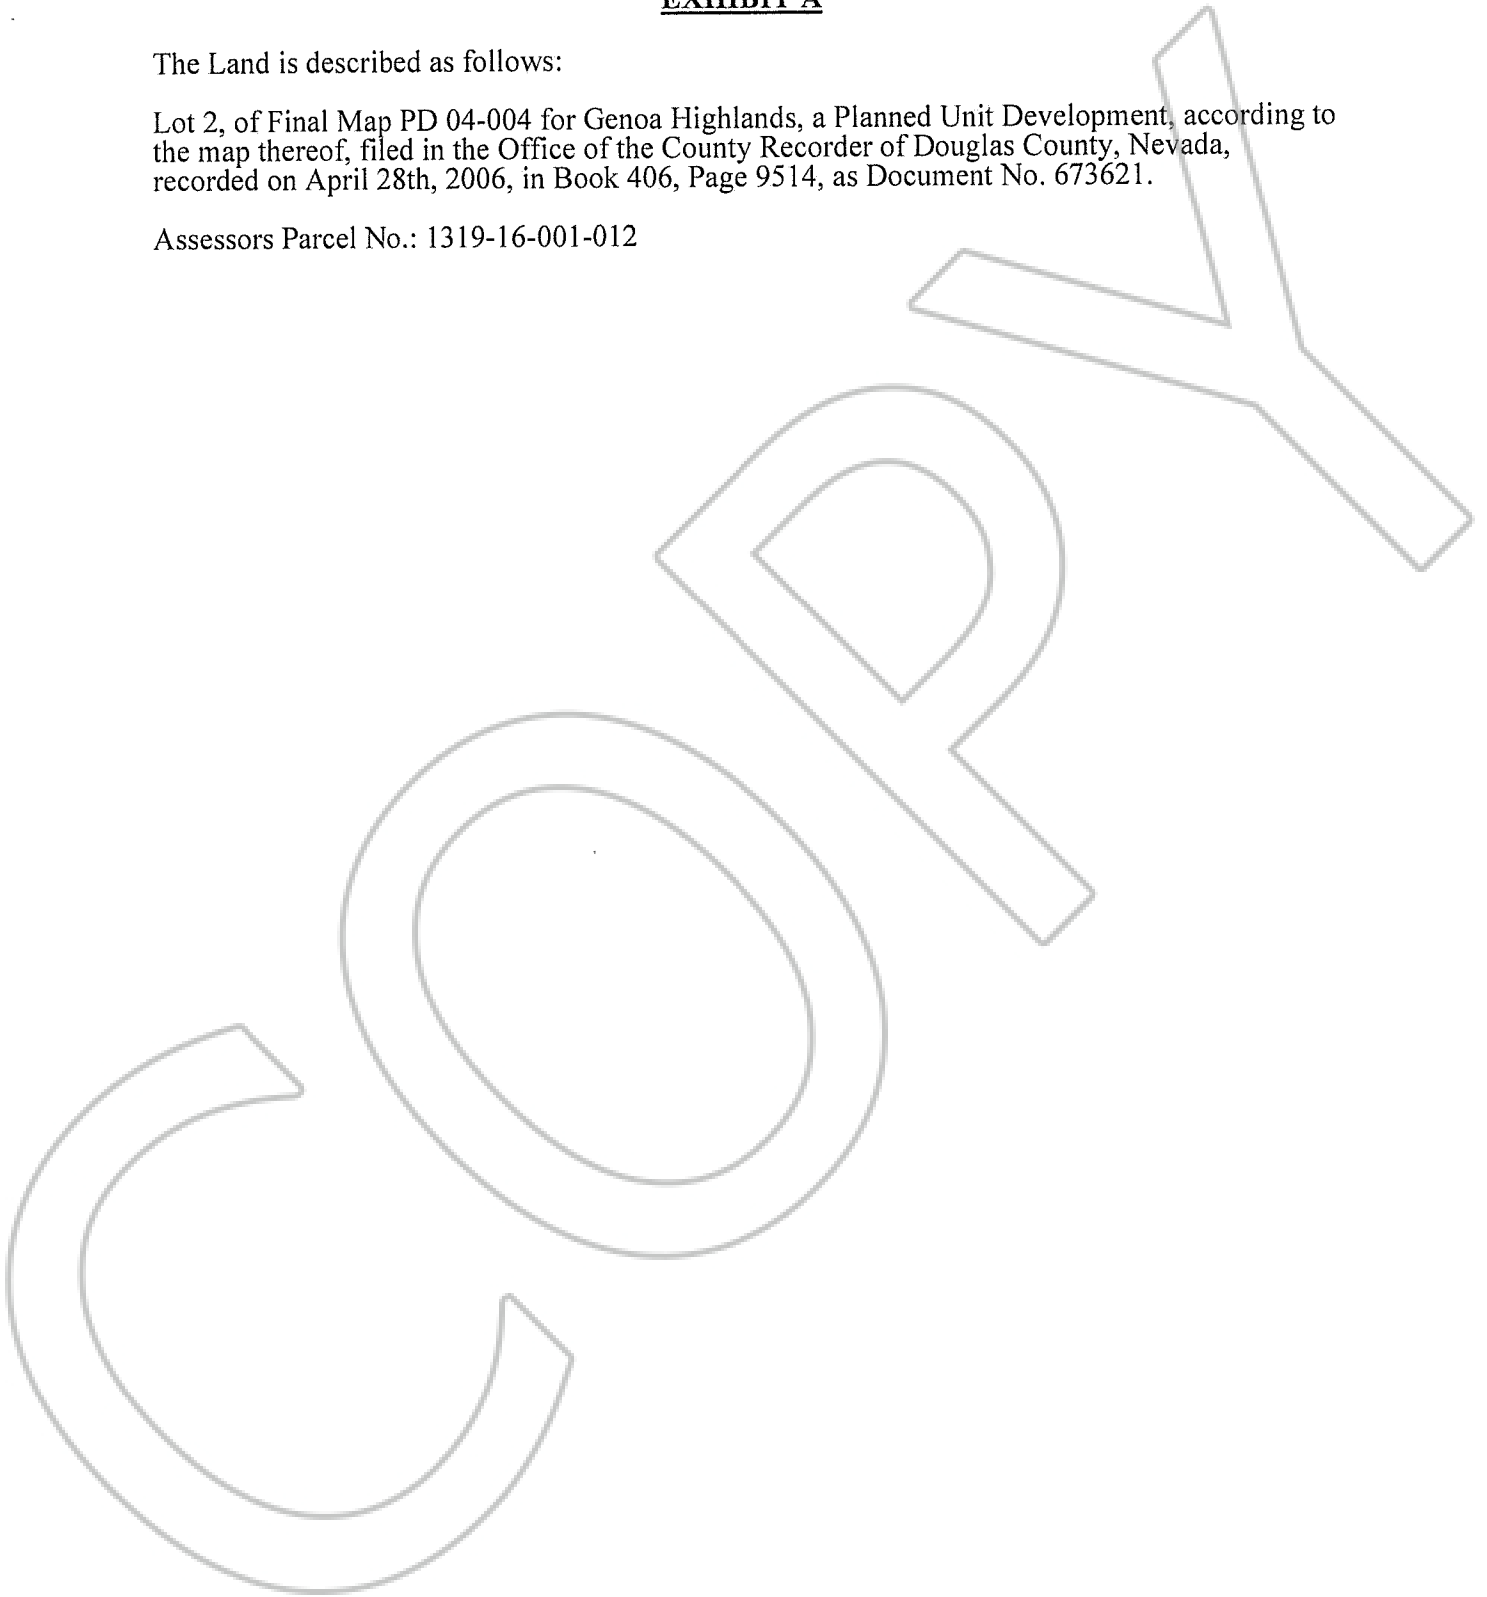 EXHIBIT A
The Land is described as follows:
Lot 2, of Final Map PD 04-004 for Genoa Highlands, a Planned Unit Development, according to
the map thereof, filed in the Office of the County Recorder of Douglas County, Nevada,
recorded on April 28th, 2006, in Book 406, Page 9514, as Document No. 673621.
Assessors Parcel No.: 1319-16-001-012
COPY